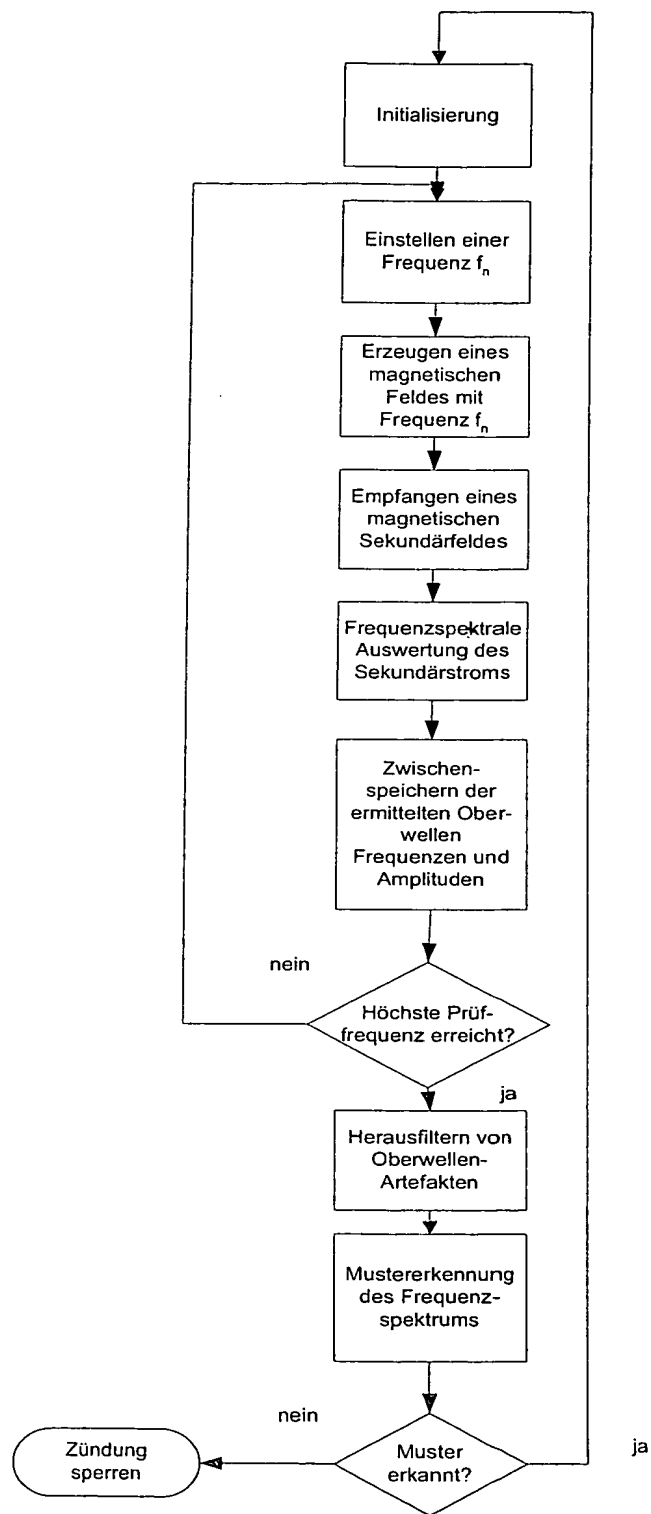 Initialisierung
Einstellen einer
Frequenz fn
Erzeugen eines
magnetischen
Feldes mit
Frequenz fn
Empfangen eines
magnetischen
Sekundärfeldes
Frequenzspektrale
Auswertung des
Sekundärstroms
Zwischen-
speichern der
ermittelten Ober-
wellen
Frequenzen und
Amplituden
nein
Höchste Prüf-
frequenz erreicht?
ja
Herausfiltern von
Oberwellen-
Artefakten
Mustererkennung
des Frequenz-
spektrums
nein
Zündung
sperren
Muster
erkannt?
ja